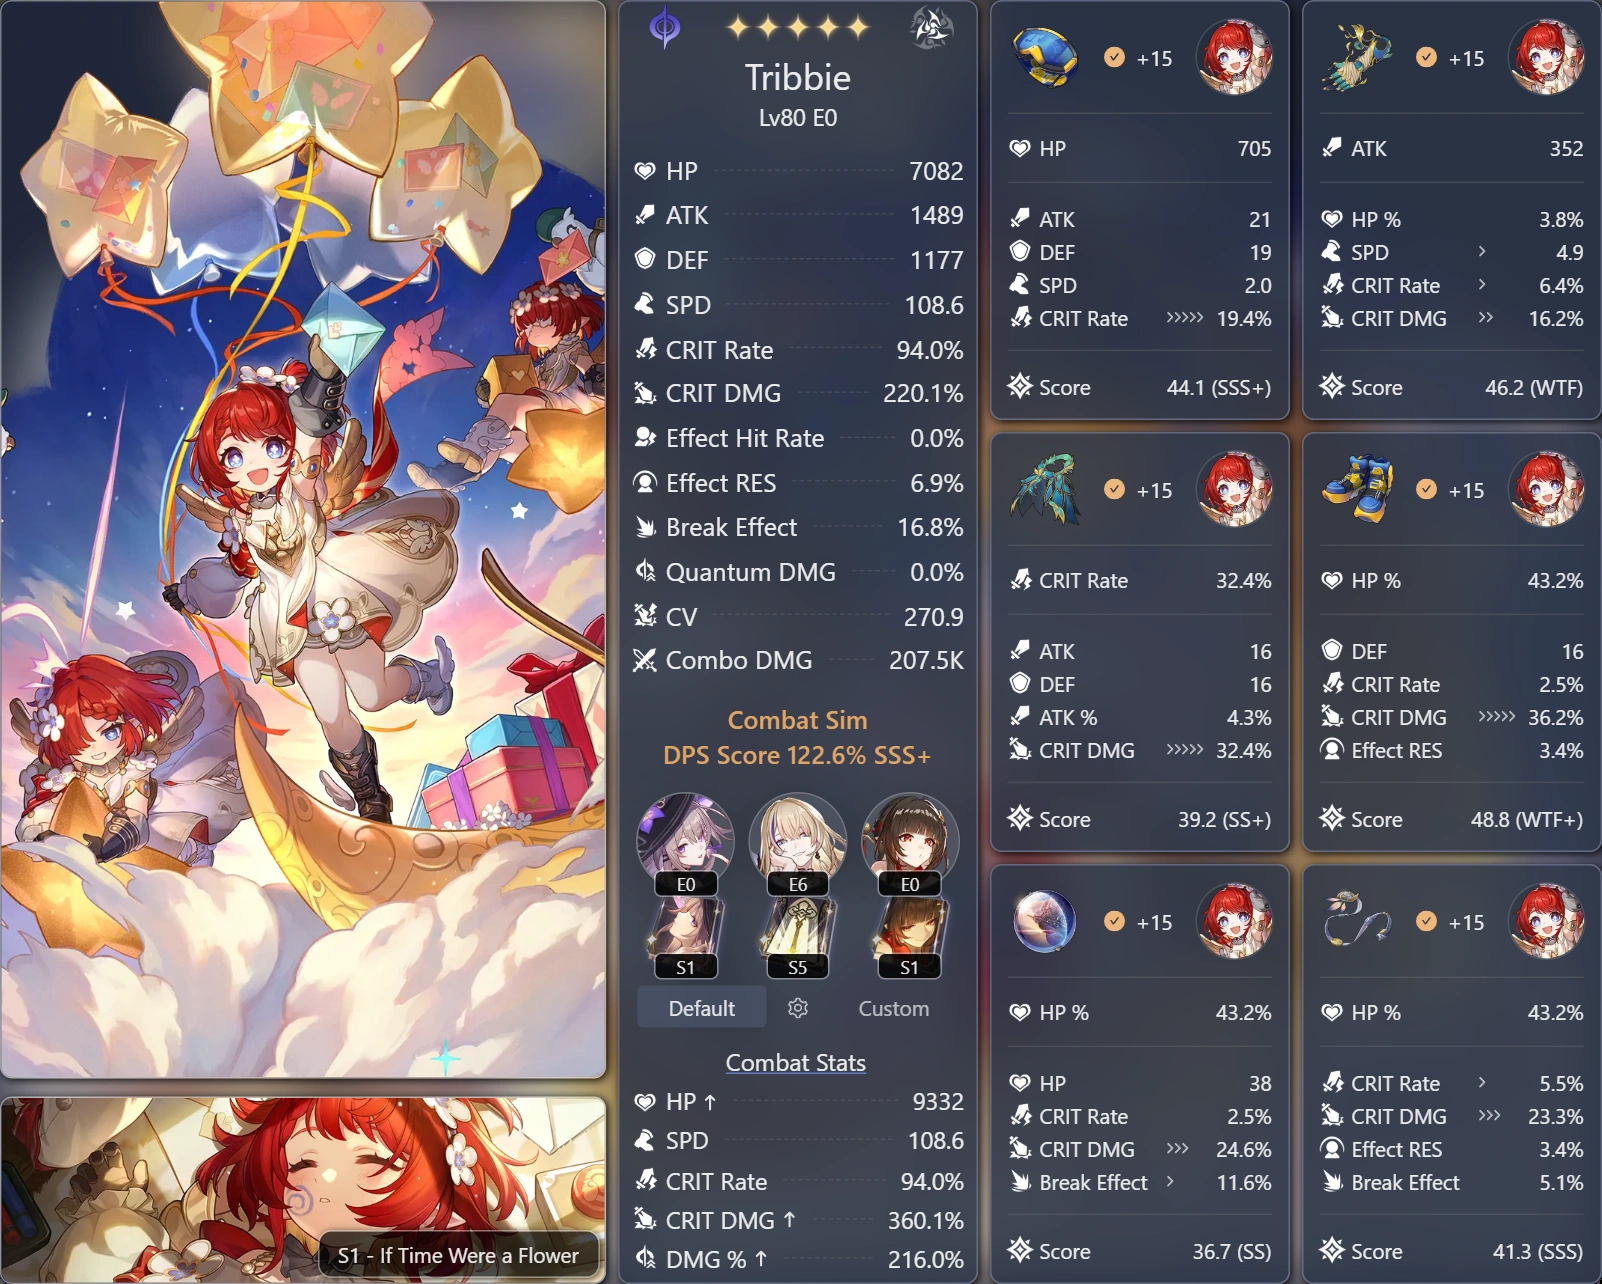 Tribbie
Lv80 E0
HP 7082
ATK 1489
DEF 1177
SPD 108.6
CRIT Rate 94.0%
CRIT DMG 220.1%
Effect Hit Rate 0.0%
Effect RES 6.9%
Break Effect 16.8%
Quantum DMG 0.0%
CV 270.9
Combo DMG 207.5K
Combat Sim
DPS Score 122.6% SSS+
E0 E6 E0
S1 S5 S1
Default Custom
Combat Stats
HP ↑ 9332
SPD 108.6
CRIT Rate 94.0%
CRIT DMG ↑ 360.1%
DMG % ↑ 216.0%
S1 - If Time Were a Flower
+15
HP 705
ATK 21
DEF 19
SPD 2.0
CRIT Rate >>>>> 19.4%
Score 44.1 (SSS+)
+15
ATK 352
HP % 3.8%
SPD > 4.9
CRIT Rate > 6.4%
CRIT DMG >> 16.2%
Score 46.2 (WTF)
+15
CRIT Rate 32.4%
ATK 16
DEF 16
ATK % 4.3%
CRIT DMG >>>>> 32.4%
Score 39.2 (SS+)
+15
HP % 43.2%
DEF 16
CRIT Rate 2.5%
CRIT DMG >>>>> 36.2%
Effect RES 3.4%
Score 48.8 (WTF+)
+15
HP % 43.2%
HP 38
CRIT Rate 2.5%
CRIT DMG >>> 24.6%
Break Effect > 11.6%
Score 36.7 (SS)
+15
HP % 43.2%
CRIT Rate > 5.5%
CRIT DMG >>> 23.3%
Effect RES 3.4%
Break Effect 5.1%
Score 41.3 (SSS)